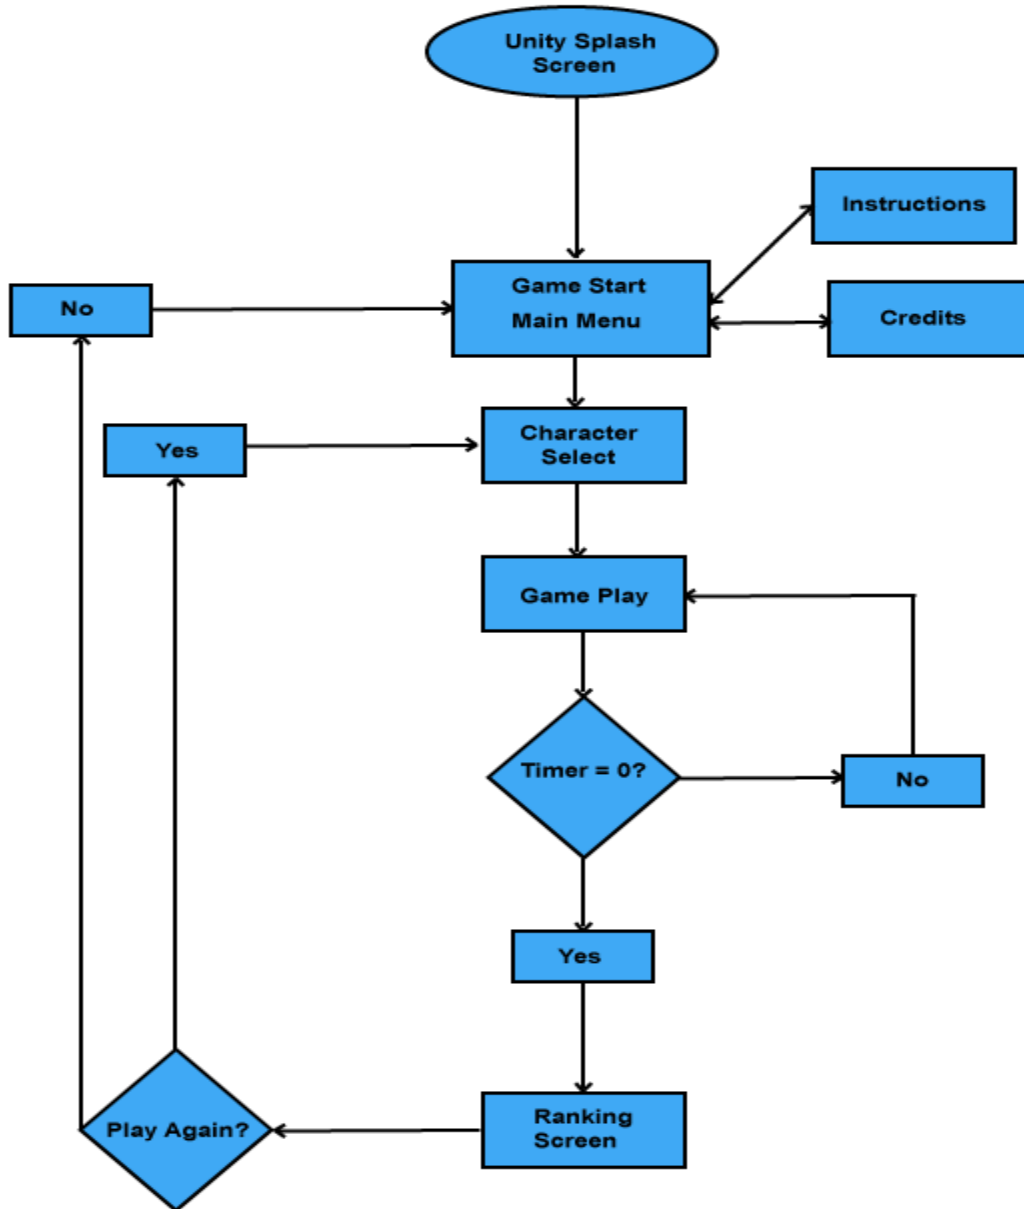 Unity Splash
Screen
Instructions
Game Start
Main Menu
No
Credits
Character
Select
Yes
Game Play
Timer = 0?
No
Yes
Ranking
Screen
Play Again?